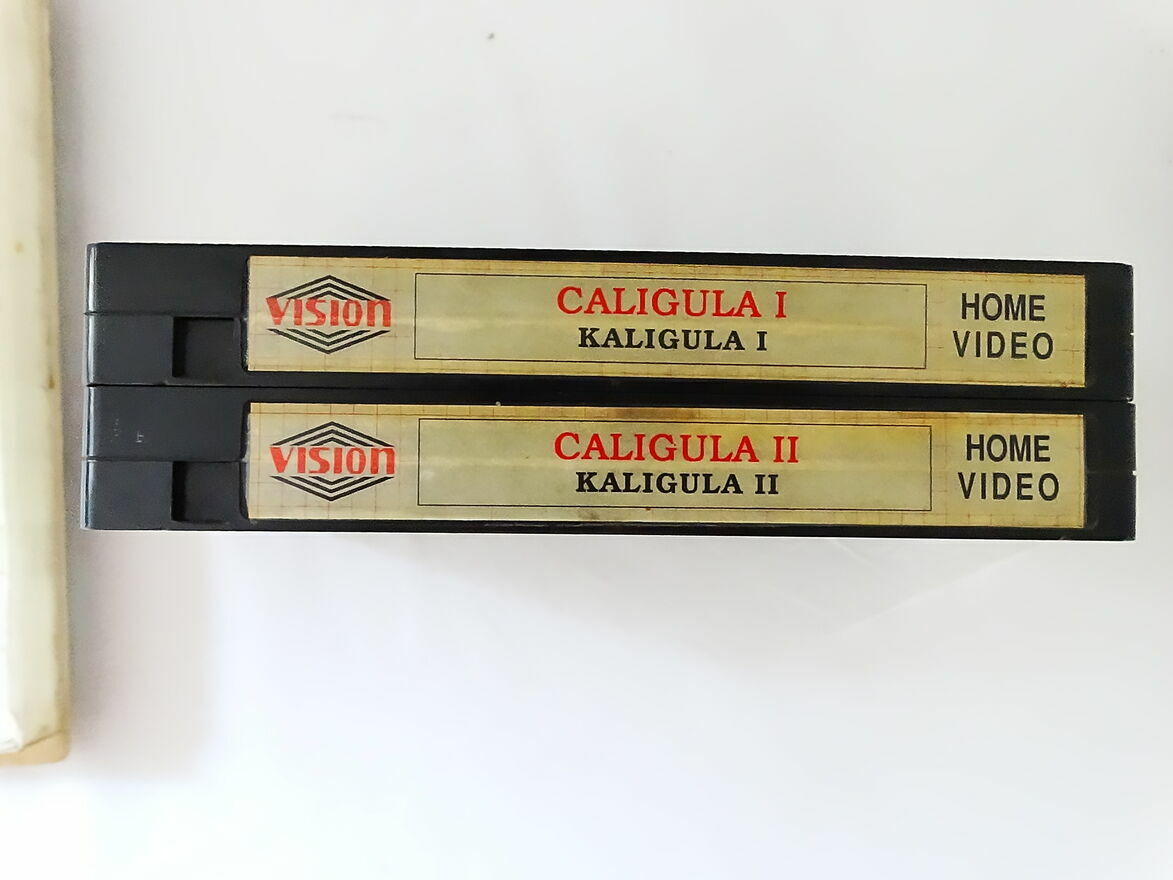 VISION
CALIGULA I
KALIGULA I
HOME
VIDEO
VISION
CALIGULA II
KALIGULA II
HOME
VIDEO